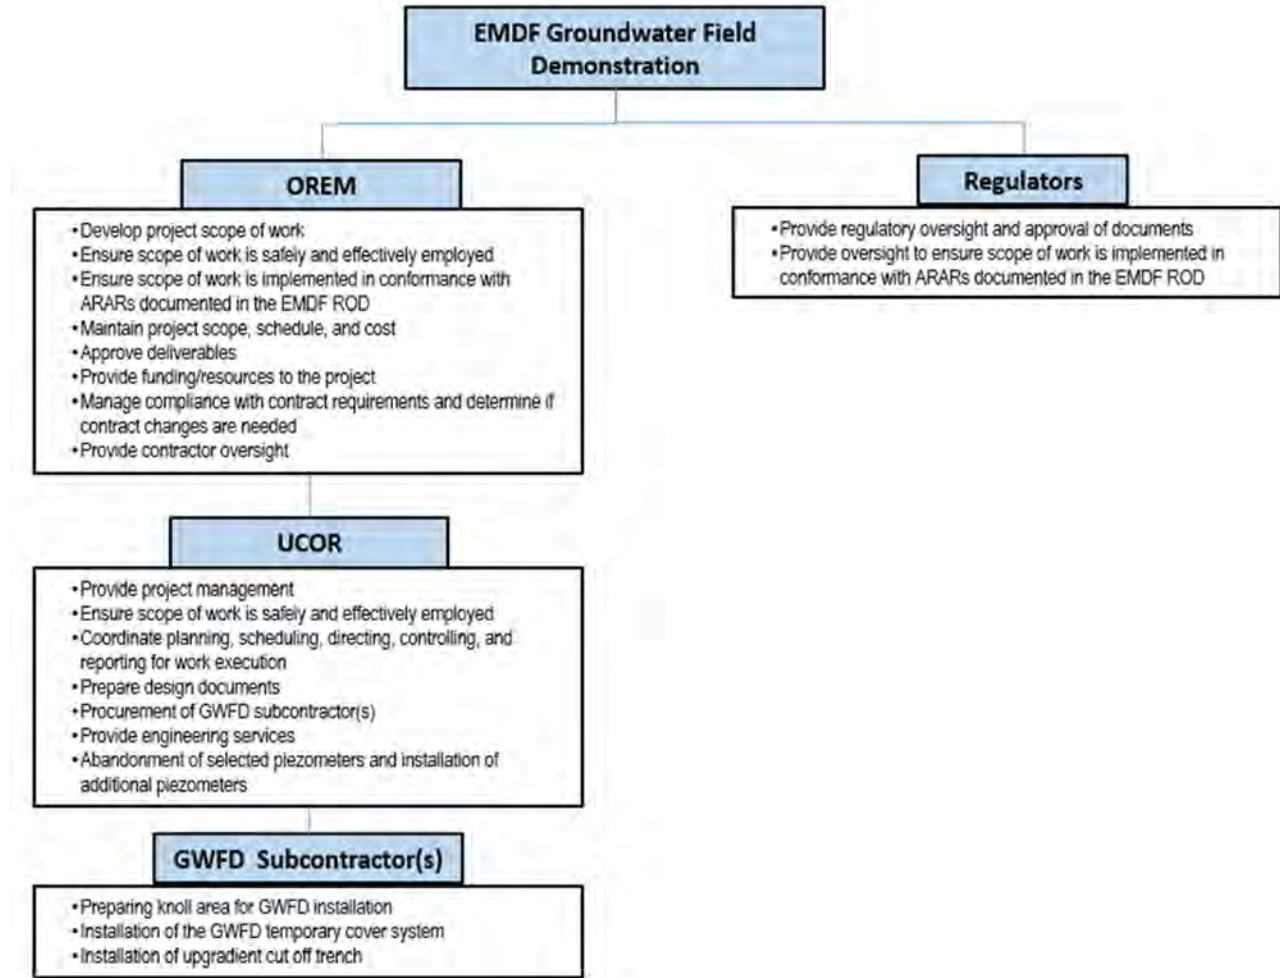 EMDF Groundwater Field
Demonstration
OREM
•Develop project scope of work
•Ensure scope of work is safely and effectively employed
•Ensure scope of work is implemented in conformance with
ARARs documented in the EMDF ROD
•Maintain project scope, schedule, and cost
•Approve deliverables
•Provide funding/resources to the project
•Manage compliance with contract requirements and determine if
contract changes are needed
•Provide contractor oversight
Regulators
•Provide regulatory oversight and approval of documents
•Provide oversight to ensure scope of work is implemented in
conformance with ARARs documented in the EMDF ROD
UCOR
•Provide project management
•Ensure scope of work is safely and effectively employed
•Coordinate planning, scheduling, directing, controlling, and
reporting for work execution
•Prepare design documents
•Procurement of GWFD subcontractor(s)
•Provide engineering services
•Abandonment of selected piezometers and installation of
additional piezometers
GWFD Subcontractor(s)
•Preparing knoll area for GWFD installation
•Installation of the GWFD temporary cover system
•Installation of upgradient cut off trench